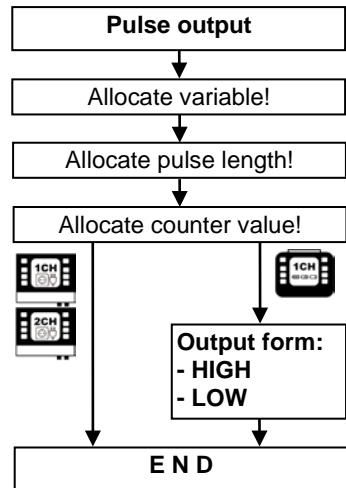 Pulse output
Allocate variable!
Allocate pulse length!
Allocate counter value!
1CH
1CH
2CH
Output form:
- HIGH
- LOW
E N D